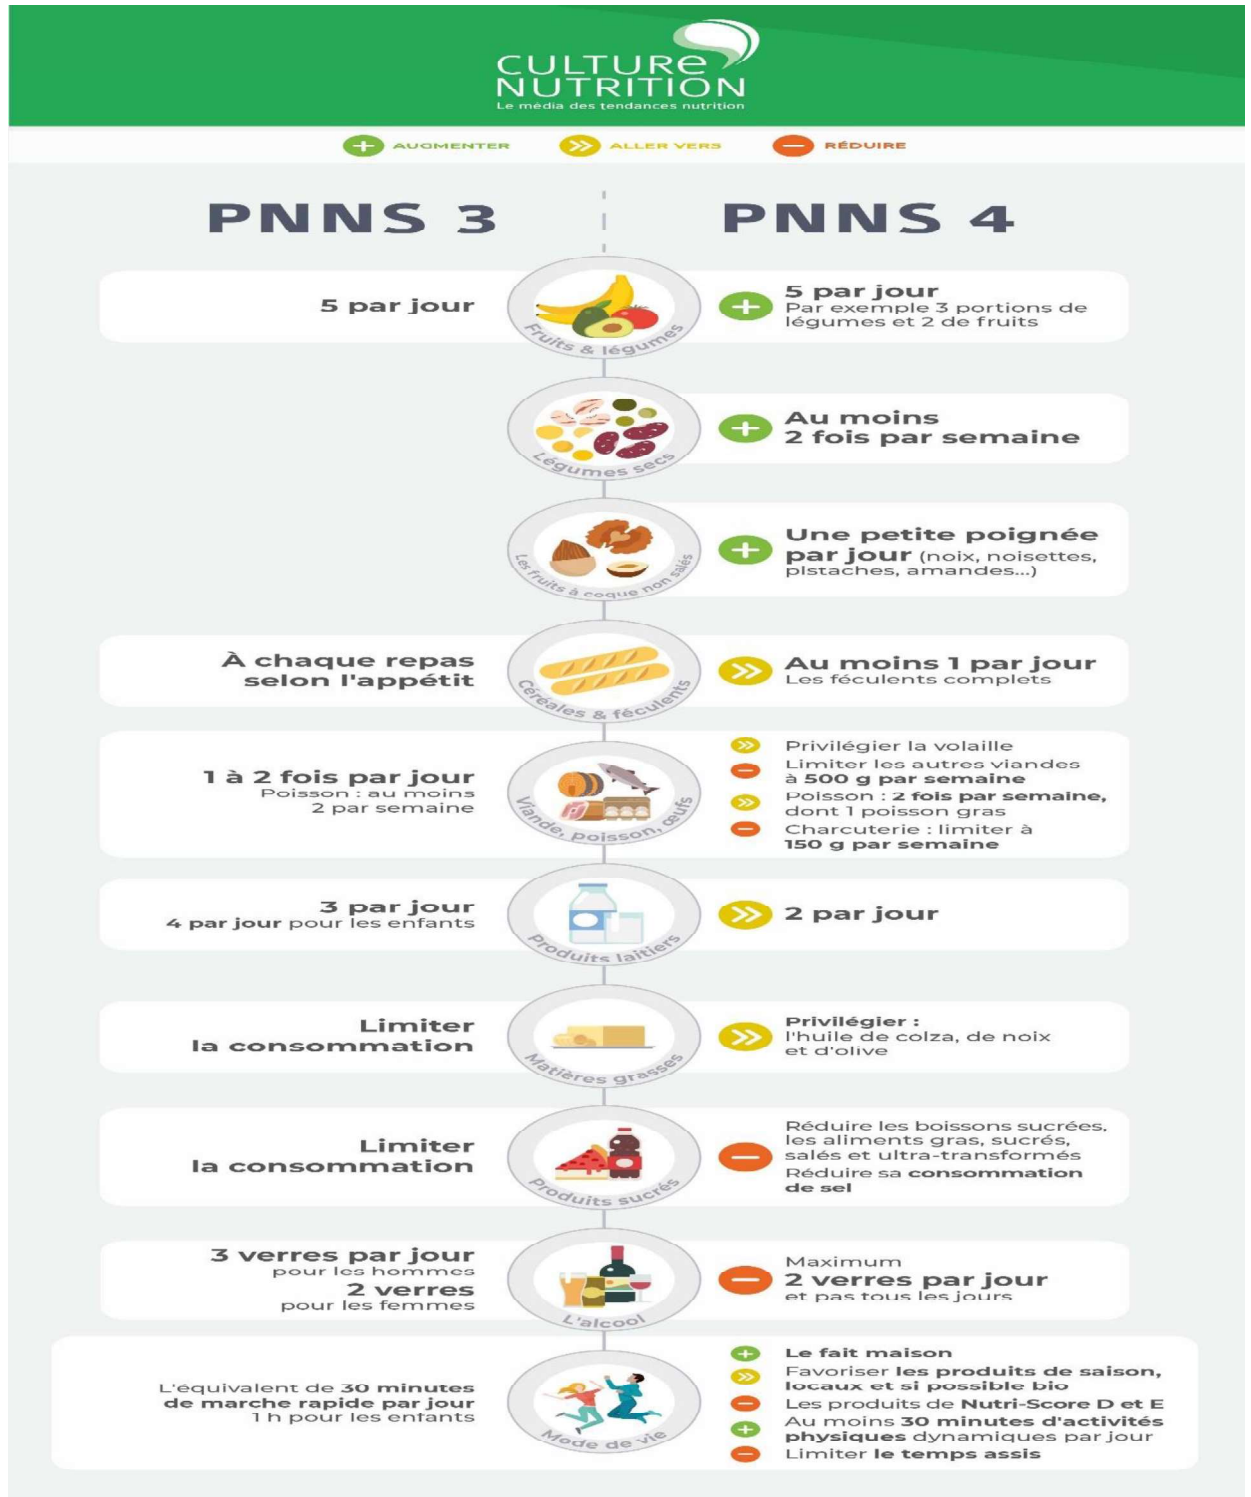 CULTURE
NUTRITION
Le média des tendances nutrition
AUGMENTER
ALLER VERS
RÉDUIRE
PNNS 3
PNNS 4
5 par jour
Fruits & légumes
5 par jour
Par exemple 3 portions de
légumes et 2 de fruits
Légumes secs
Au moins
2 fois par semaine
Les fruits à coque non salés
Une petite poignée
par jour (noix, noisettes,
pistaches, amandes...)
À chaque repas
selon l'appétit
Céréales & féculents
Au moins 1 par jour
Les féculents complets
1 à 2 fois par jour
Poisson : au moins
2 par semaine
Viande, poisson, œufs
Privilégier la volaille
Limiter les autres viandes
à 500 g par semaine
Poisson : 2 fois par semaine,
dont 1 poisson gras
Charcuterie : limiter à
150 g par semaine
3 par jour
4 par jour pour les enfants
Produits laitiers
2 par jour
Limiter
la consommation
Matières grasses
Privilégier :
l'huile de colza, de noix
et d'olive
Limiter
la consommation
Produits sucrés
Réduire les boissons sucrées,
les aliments gras, sucrés,
salés et ultra-transformés
Réduire sa consommation
de sel
3 verres par jour
pour les hommes
2 verres
pour les femmes
L'alcool
Maximum
2 verres par jour
et pas tous les jours
L'équivalent de 30 minutes
de marche rapide par jour
1 h pour les enfants
Mode de vie
Le fait maison
Favoriser les produits de saison,
locaux et si possible bio
Les produits de Nutri-Score D et E
Au moins 30 minutes d'activités
physiques dynamiques par jour
Limiter le temps assis